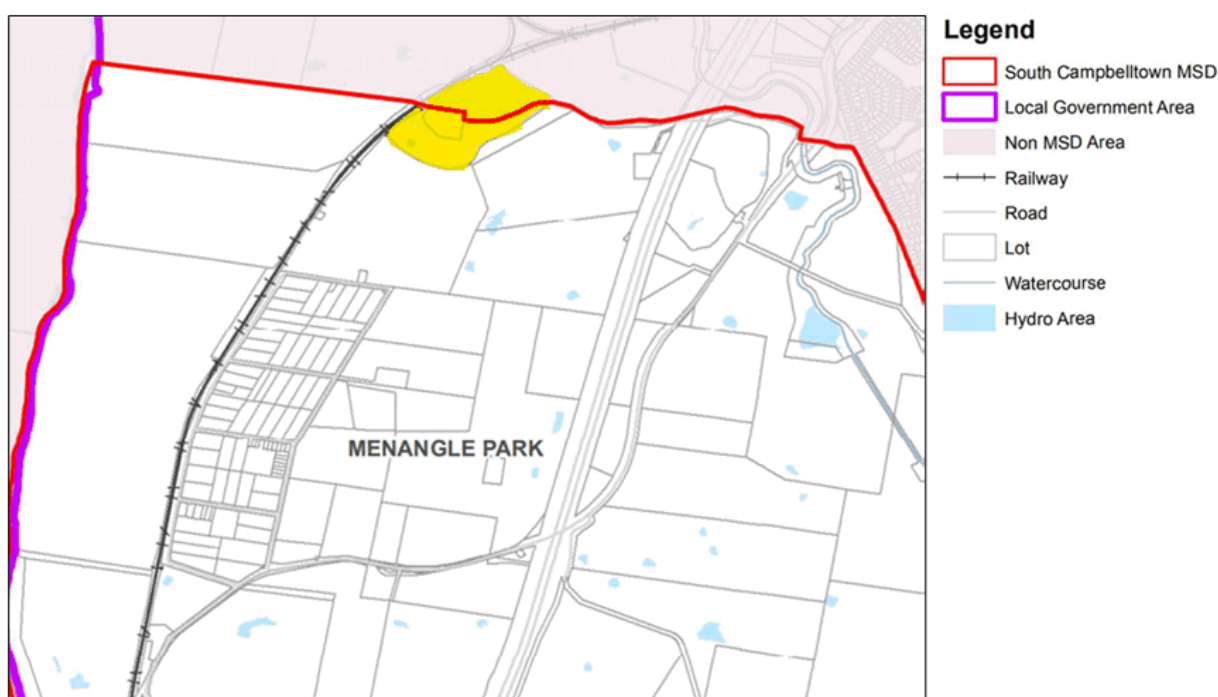 Legend
South Campbelltown MSD
Local Government Area
Non MSD Area
Railway
Road
Lot
Watercourse
Hydro Area
MENANGLE PARK